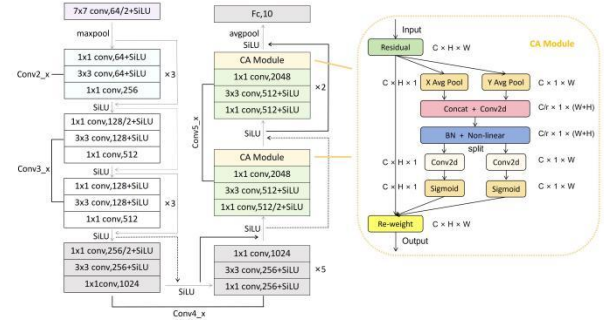 7x7 conv,64/2+SiLU
maxpool
1x1 conv,64+SiLU
3x3 conv,64+SiLU
1x1 conv,256
×3
Conv2_x
SiLU
1x1 conv,128/2+SiLU
3x3 conv,128+SiLU
1x1 conv,512
Conv3_x
SiLU
1x1 conv,128+SiLU
3x3 conv,128+SiLU
1x1 conv,512
×3
SiLU
1x1 conv,256/2+SiLU
3x3 conv,256+SiLU
1x1conv,1024
SiLU
Conv4_x
Fc,10
avgpool
SiLU
CA Module
1x1 conv,2048
3x3 conv,512+SiLU
1x1 conv,512+SiLU
×2
Conv5_x
SiLU
CA Module
1x1 conv,2048
3x3 conv,512+SiLU
1x1 conv,512/2+SiLU
SiLU
1x1 conv,1024
3x3 conv,256+SiLU
1x1 conv,256+SiLU
×5
Input
CA Module
Residual
C × H × W
C × H × 1
X Avg Pool
Y Avg Pool
C × 1 × W
Concat + Conv2d
C/r × 1 × (W+H)
BN + Non-linear
C/r × 1 × (W+H)
split
Conv2d
Conv2d
C × 1 × W
C × H × 1
Sigmoid
Sigmoid
C × 1 × W
Re-weight
C × H × W
Output